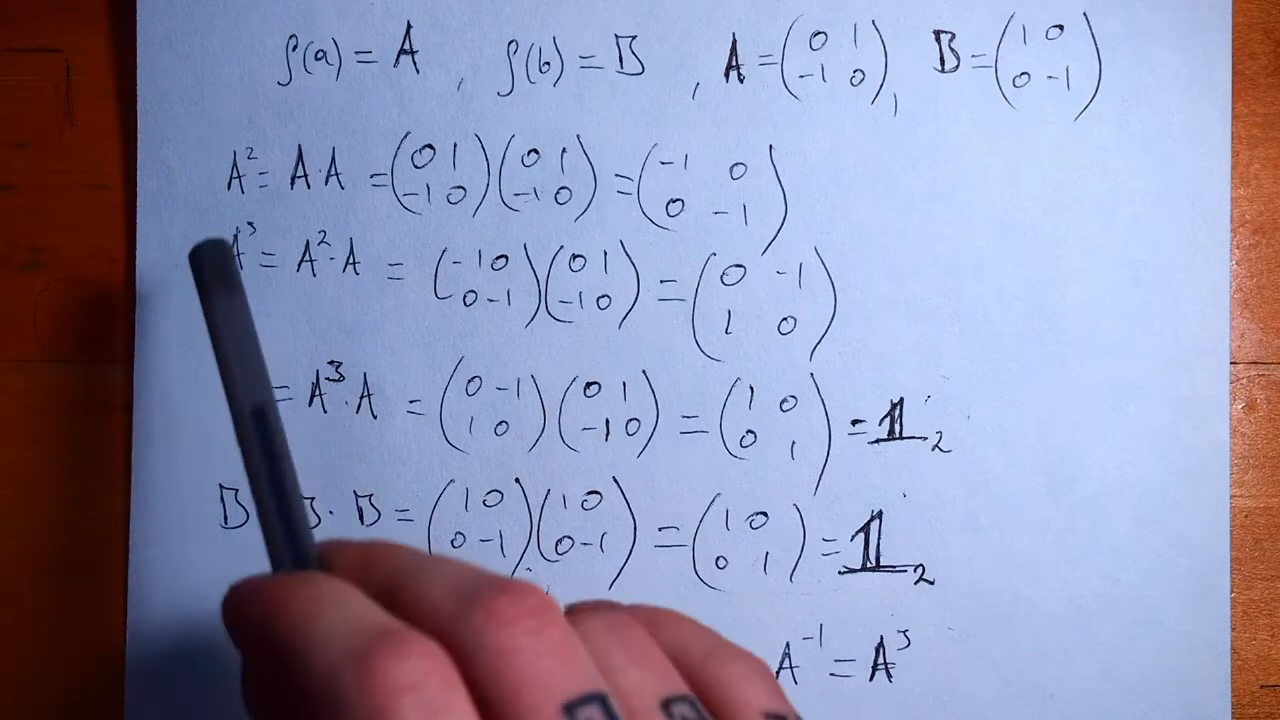 ρ(a) = A , ρ(b) = B , A = (0 1 -1 0), B = (1 0 0 -1)
A² = A·A = (0 1 -1 0)(0 1 -1 0) = (-1 0 0 -1)
A³ = A²·A = (-1 0 0 -1)(0 1 -1 0) = (0 -1 1 0)
= A³·A = (0 -1 1 0)(0 1 -1 0) = (1 0 0 1) = 𝟙₂
B B · B = (1 0 0 -1)(1 0 0 -1) = (1 0 0 1) = 𝟙₂
A⁻¹ = A³